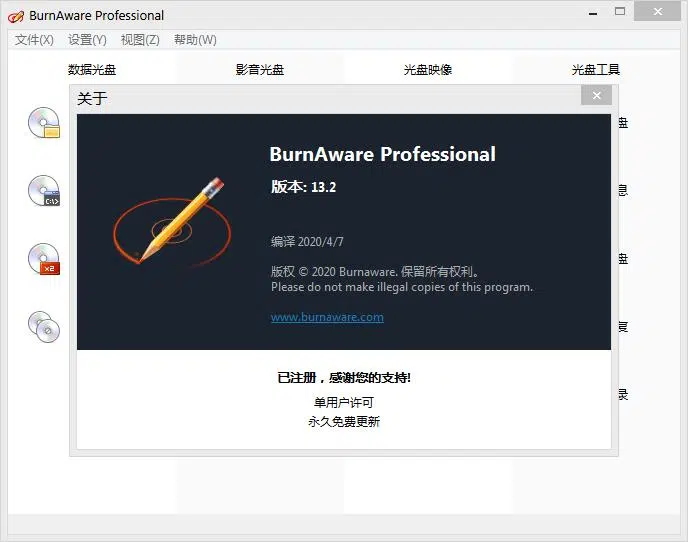 BurnAware Professional
文件(X) 设置(Y) 视图(Z) 帮助(W)
数据光盘 影音光盘 光盘映像 光盘工具
关于
盘
BurnAware Professional
版本: 13.2
息
编译 2020/4/7
盘
版权 © 2020 Burnaware. 保留所有权利。
Please do not make illegal copies of this program.
www.burnaware.com
复
已注册，感谢您的支持!
录
单用户许可
永久免费更新
C:\>
x2